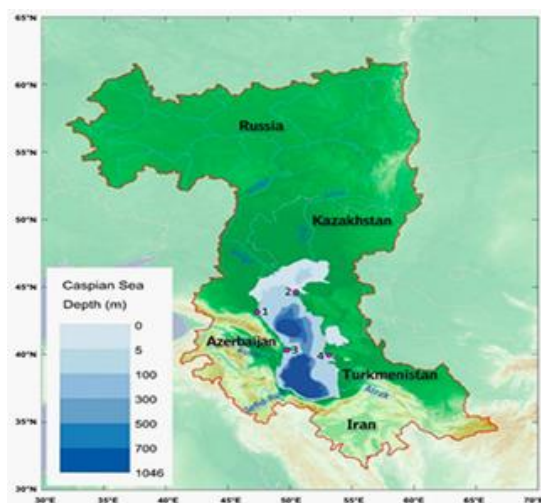 65°N
60°N
55°N
50°N
45°N
40°N
35°N
30°N
Russia
Kazakhstan
2
1
Azerbaijan
3
4
Turkmenistan
Atrek
Iran
Caspian Sea
Depth (m)
0
5
100
300
500
700
1046
30°E
35°E
40°E
45°E
50°E
55°E
60°E
65°E